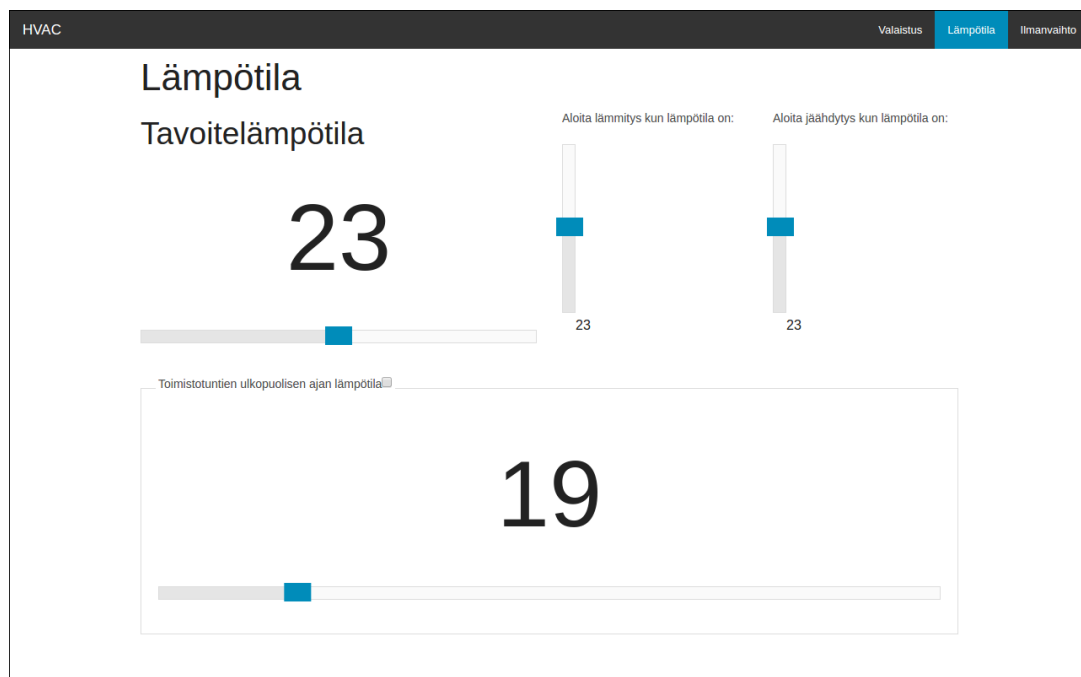 HVAC
Valaistus
Lämpötila
Ilmanvaihto
Lämpötila
Tavoitelämpötila
23
Aloita lämmitys kun lämpötila on:
23
Aloita jäähdytys kun lämpötila on:
23
Toimistotuntien ulkopuolisen ajan lämpötila
19